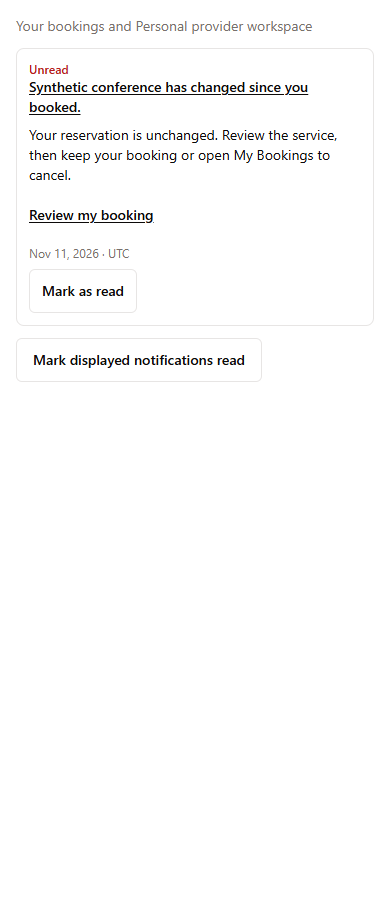 Your bookings and Personal provider workspace
Unread
Synthetic conference has changed since you
booked.
Your reservation is unchanged. Review the service,
then keep your booking or open My Bookings to
cancel.
Review my booking
Nov 11, 2026 · UTC
Mark as read
Mark displayed notifications read